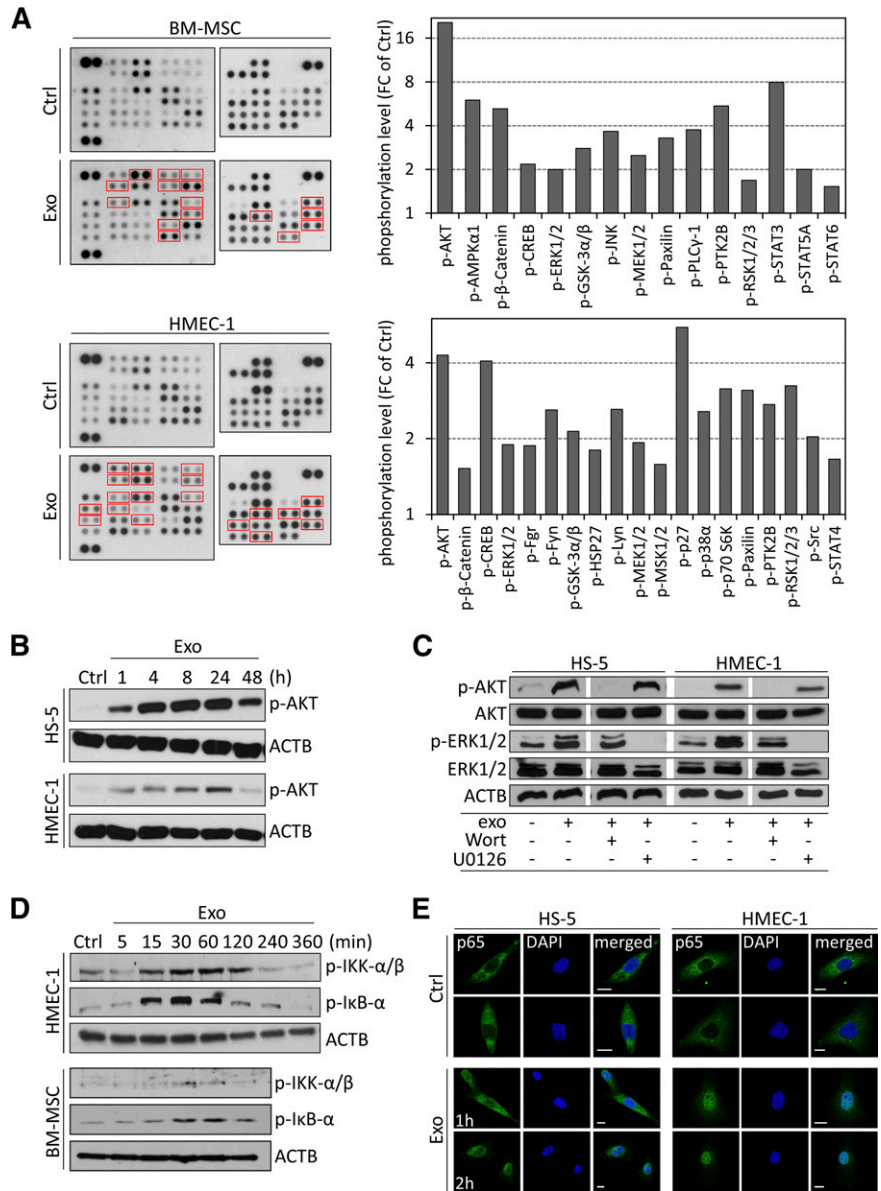 A
BM-MSC
Ctrl
Exo
phopshorylation level (FC of Ctrl)
16
8
4
2
1
p-AKT
p-AMPKα1
p-β-Catenin
p-CREB
p-ERK1/2
p-GSK-3α/β
p-JNK
p-MEK1/2
p-Paxilin
p-PLCγ-1
p-PTK2B
p-RSK1/2/3
p-STAT3
p-STAT5A
p-STAT6
HMEC-1
Ctrl
Exo
phopshorylation level (FC of Ctrl)
4
2
1
p-AKT
p-β-Catenin
p-CREB
p-ERK1/2
p-Fgr
p-Fyn
p-GSK-3α/β
p-HSP27
p-Lyn
p-MEK1/2
p-MSK1/2
p-p27
p-p38α
p-p70 S6K
p-Paxilin
p-PTK2B
p-RSK1/2/3
p-Src
p-STAT4
B
Exo
Ctrl 1 4 8 24 48 (h)
HS-5
p-AKT
ACTB
HMEC-1
p-AKT
ACTB
C
HS-5 HMEC-1
p-AKT
AKT
p-ERK1/2
ERK1/2
ACTB
exo - + + + - + + +
Wort - - + - - - + -
U0126 - - - + - - - +
D
Exo
Ctrl 5 15 30 60 120 240 360 (min)
HMEC-1
p-IKK-α/β
p-IκB-α
ACTB
BM-MSC
p-IKK-α/β
p-IκB-α
ACTB
E
HS-5 HMEC-1
Ctrl
p65 DAPI merged p65 DAPI merged
Exo
1h
2h